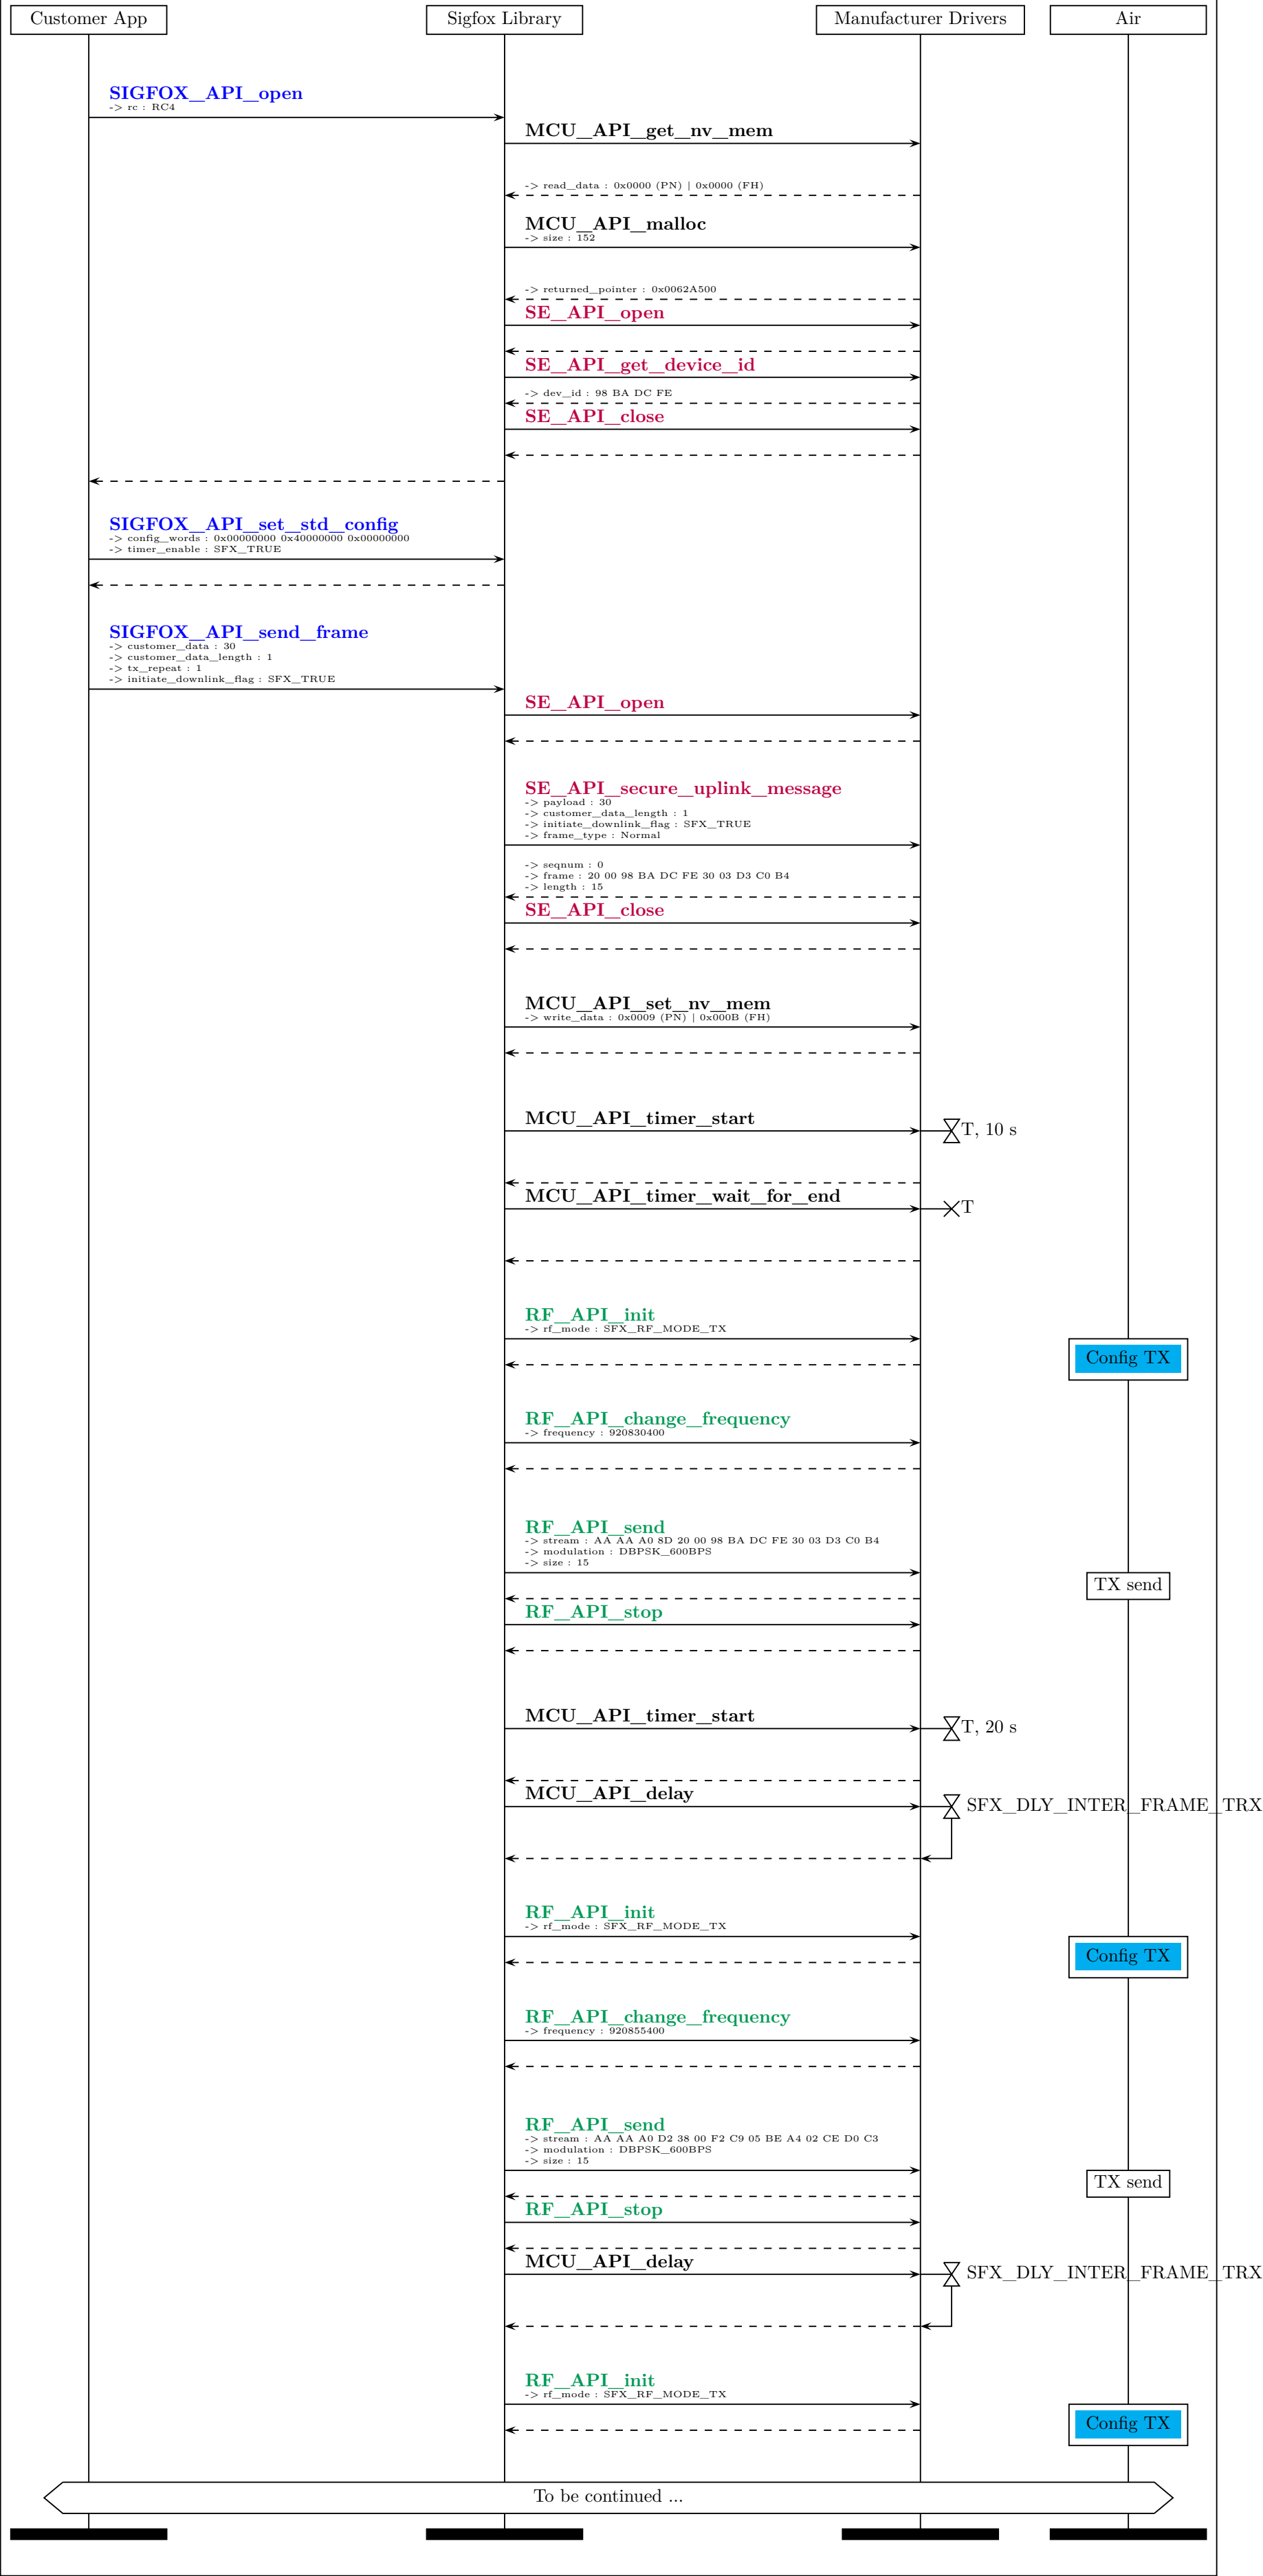 Customer App
Sigfox Library
Manufacturer Drivers
Air
SIGFOX_API_open
-> rc : RC4
MCU_API_get_nv_mem
-> read_data : 0x0000 (PN) | 0x0000 (FH)
MCU_API_malloc
-> size : 152
-> returned_pointer : 0x0062A500
SE_API_open
SE_API_get_device_id
-> dev_id : 98 BA DC FE
SE_API_close
SIGFOX_API_set_std_config
-> config_words : 0x00000000 0x40000000 0x00000000
-> timer_enable : SFX_TRUE
SIGFOX_API_send_frame
-> customer_data : 30
-> customer_data_length : 1
-> tx_repeat : 1
-> initiate_downlink_flag : SFX_TRUE
SE_API_open
SE_API_secure_uplink_message
-> payload : 30
-> customer_data_length : 1
-> initiate_downlink_flag : SFX_TRUE
-> frame_type : Normal
-> seqnum : 0
-> frame : 20 00 98 BA DC FE 30 03 D3 C0 B4
-> length : 15
SE_API_close
MCU_API_set_nv_mem
-> write_data : 0x0009 (PN) | 0x000B (FH)
MCU_API_timer_start
T, 10 s
MCU_API_timer_wait_for_end
T
RF_API_init
-> rf_mode : SFX_RF_MODE_TX
Config TX
RF_API_change_frequency
-> frequency : 920830400
RF_API_send
-> stream : AA AA A0 8D 20 00 98 BA DC FE 30 03 D3 C0 B4
-> modulation : DBPSK_600BPS
-> size : 15
TX send
RF_API_stop
MCU_API_timer_start
T, 20 s
MCU_API_delay
SFX_DLY_INTER_FRAME_TRX
RF_API_init
-> rf_mode : SFX_RF_MODE_TX
Config TX
RF_API_change_frequency
-> frequency : 920855400
RF_API_send
-> stream : AA AA A0 D2 38 00 F2 C9 05 BE A4 02 CE D0 C3
-> modulation : DBPSK_600BPS
-> size : 15
TX send
RF_API_stop
MCU_API_delay
SFX_DLY_INTER_FRAME_TRX
RF_API_init
-> rf_mode : SFX_RF_MODE_TX
Config TX
To be continued ...